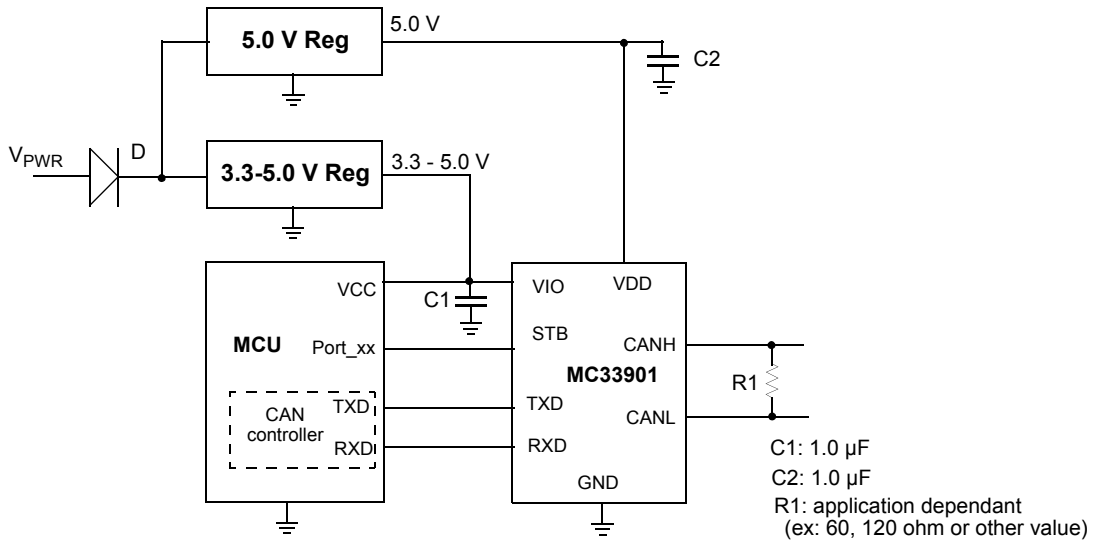 5.0 V Reg
5.0 V
C2
VPWR
D
3.3-5.0 V Reg
3.3 - 5.0 V
VCC
C1
VIO
VDD
MCU
Port_xx
STB
CANH
MC33901
R1
CAN
controller
TXD
TXD
CANL
RXD
RXD
GND
C1: 1.0 µF
C2: 1.0 µF
R1: application dependant
(ex: 60, 120 ohm or other value)